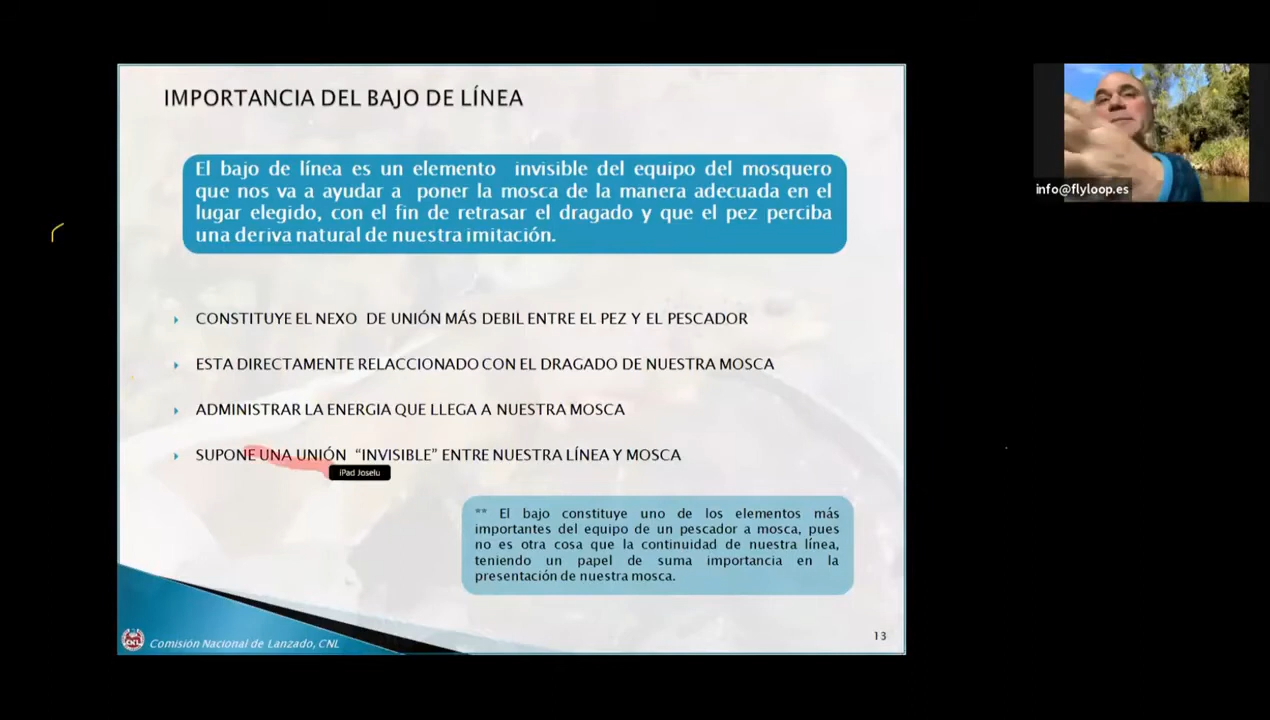 IMPORTANCIA DEL BAJO DE LÍNEA
El bajo de línea es un elemento invisible del equipo del mosquero
que nos va a ayudar a poner la mosca de la manera adecuada en el
lugar elegido, con el fin de retrasar el dragado y que el pez perciba
una deriva natural de nuestra imitación.
info@flyloop.es
CONSTITUYE EL NEXO DE UNIÓN MÁS DEBIL ENTRE EL PEZ Y EL PESCADOR
ESTA DIRECTAMENTE RELACCIONADO CON EL DRAGADO DE NUESTRA MOSCA
ADMINISTRAR LA ENERGIA QUE LLEGA A NUESTRA MOSCA
SUPONE UNA UNIÓN “INVISIBLE” ENTRE NUESTRA LÍNEA Y MOSCA
iPad Joselu
** El bajo constituye uno de los elementos más
importantes del equipo de un pescador a mosca, pues
no es otra cosa que la continuidad de nuestra línea,
teniendo un papel de suma importancia en la
presentación de nuestra mosca.
Comisión Nacional de Lanzado, CNL
13